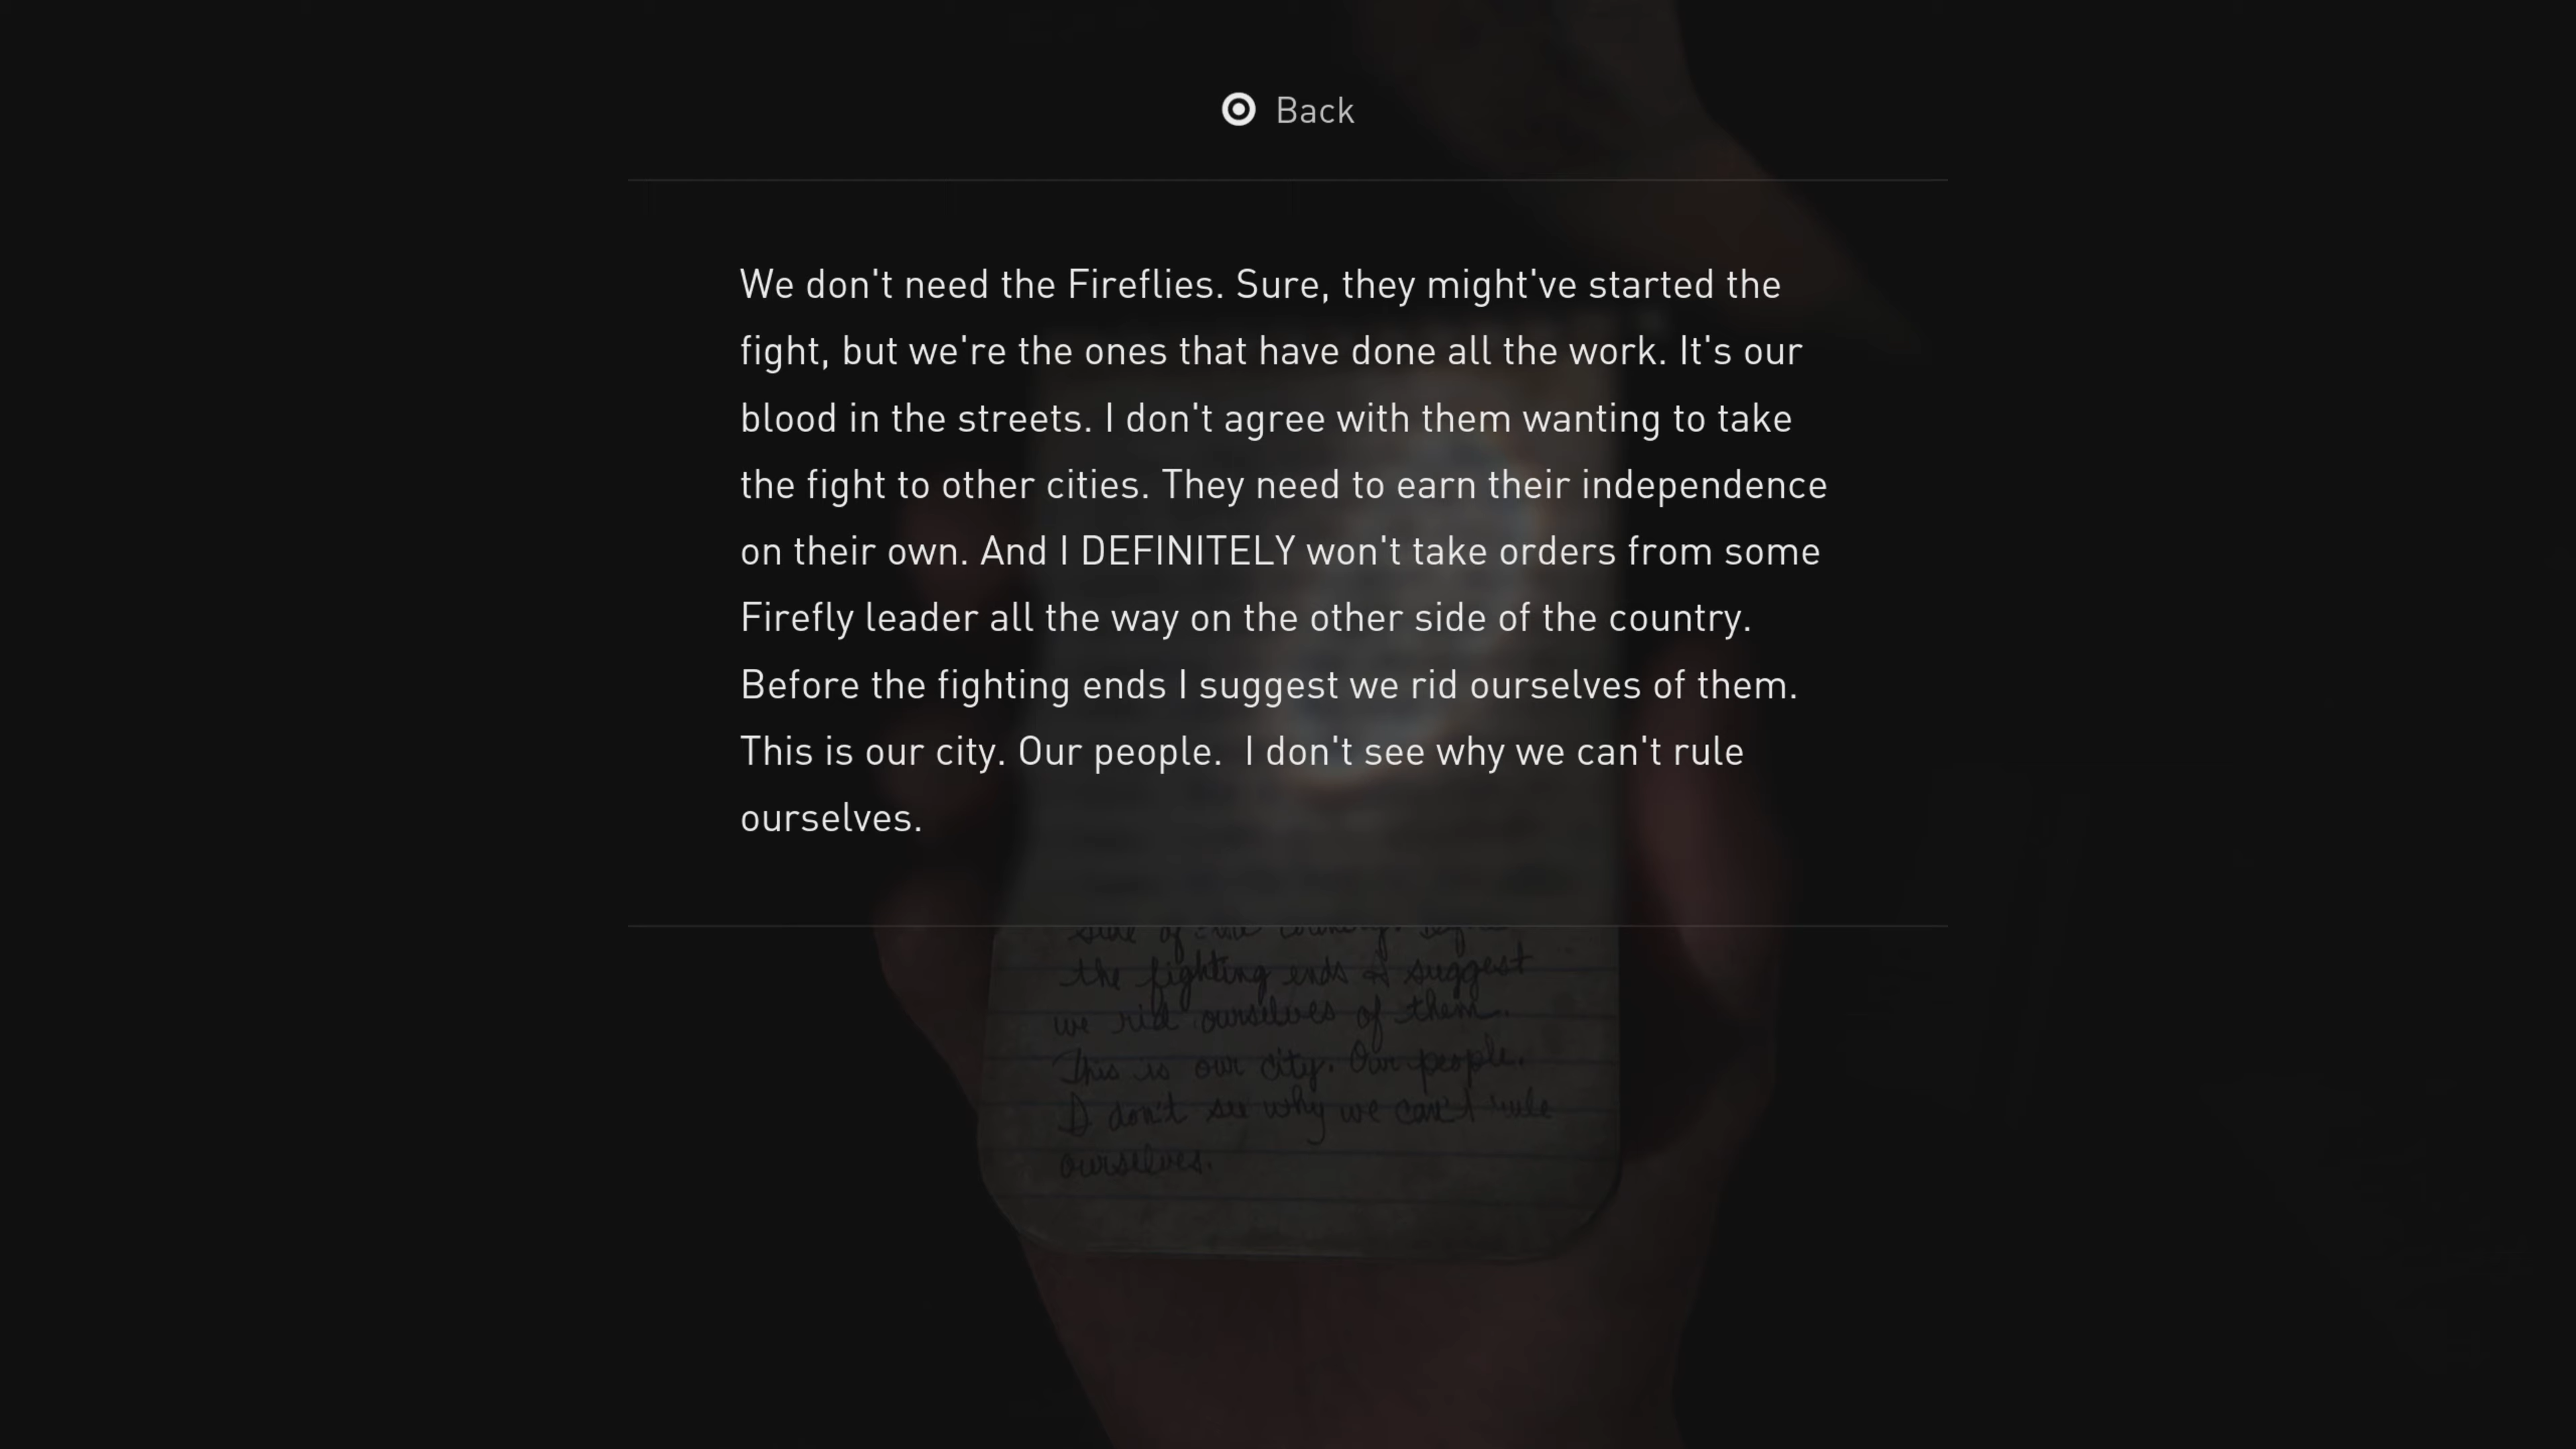 Back
We don't need the Fireflies. Sure, they might've started the
fight, but we're the ones that have done all the work. It's our
blood in the streets. I don't agree with them wanting to take
the fight to other cities. They need to earn their independence
on their own. And I DEFINITELY won't take orders from some
Firefly leader all the way on the other side of the country.
Before the fighting ends I suggest we rid ourselves of them.
This is our city. Our people.  I don't see why we can't rule
ourselves.
side of the country. Before
the fighting ends I suggest
we rid ourselves of them.
This is our city. Our people.
I don't see why we can't rule
ourselves.